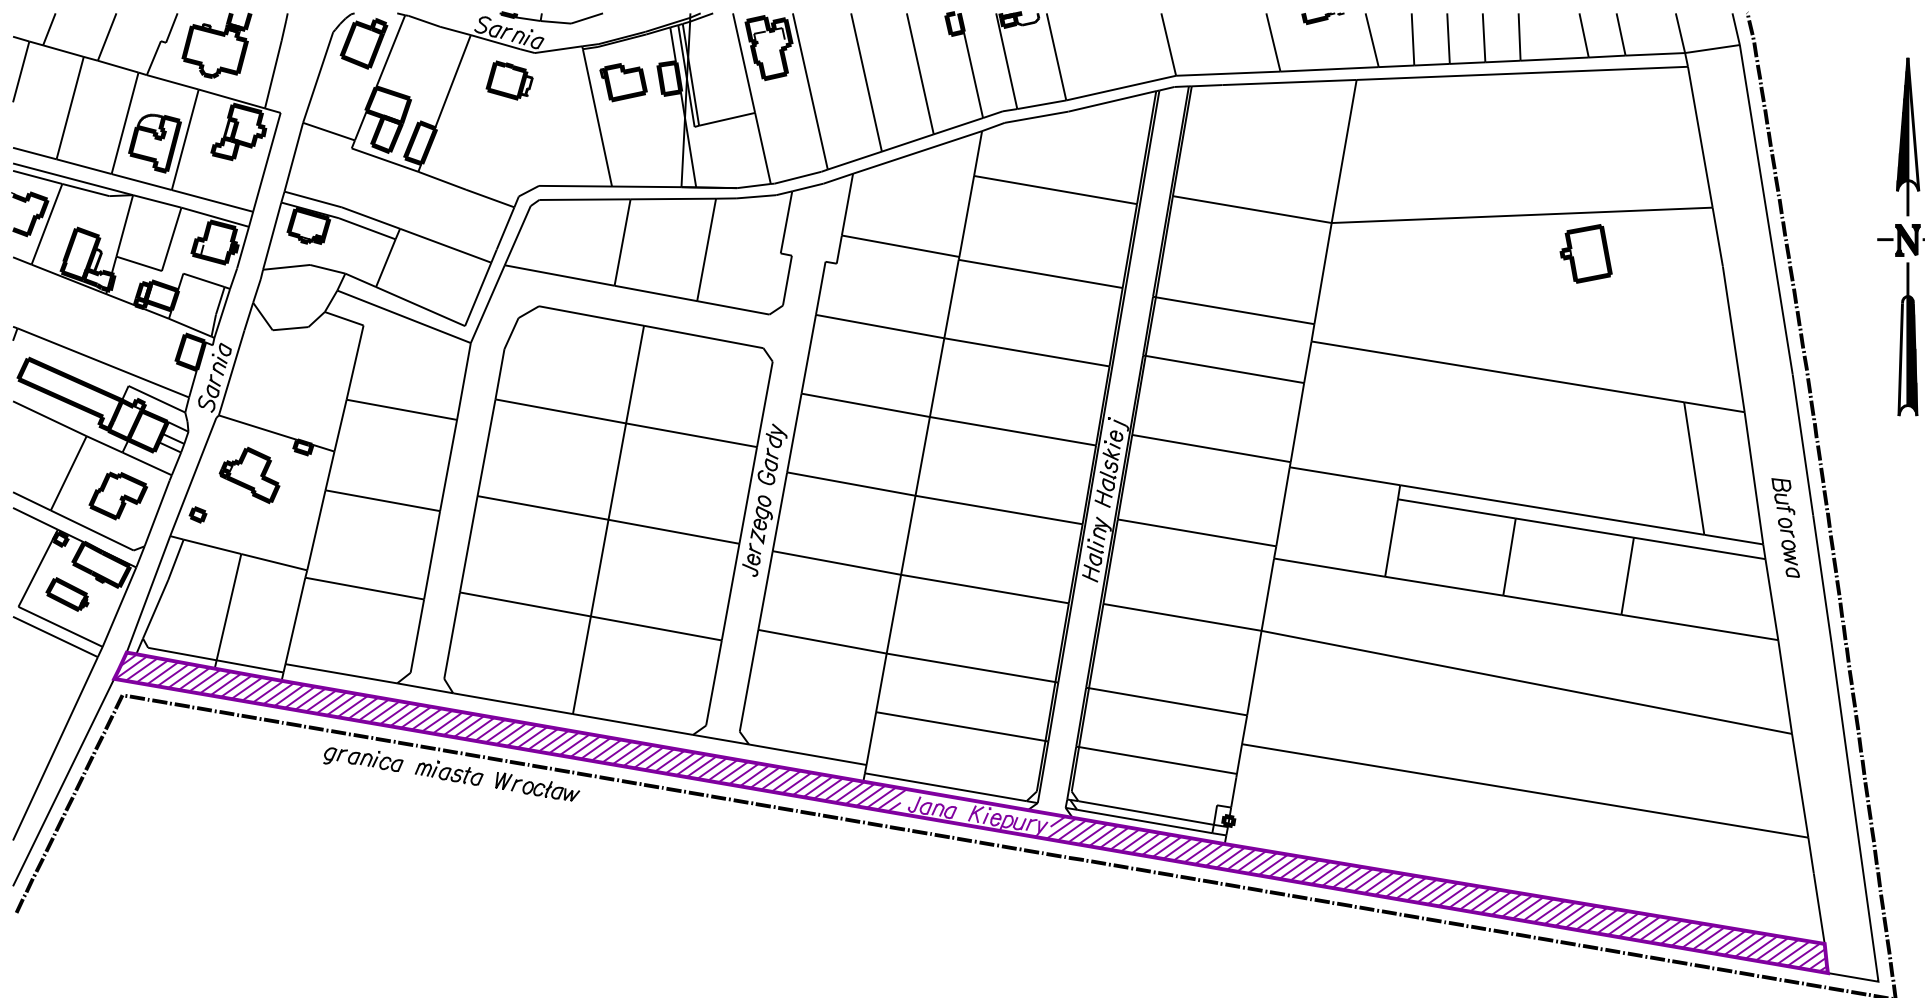 Sarnia
N
Sarnia
Jerzego Gardy
Haliny Halskiej
Buforowa
granica miasta Wrocław
Jana Kiepury